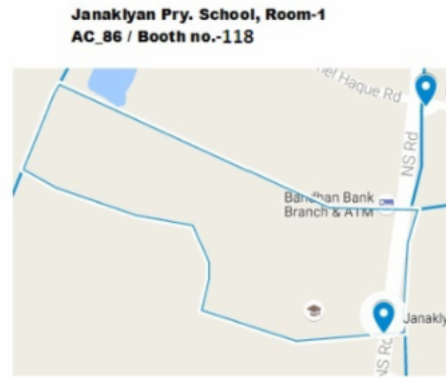 Janaklyan Pry. School, Room-1
AC_86 / Booth no.-118
el Haque Rd
NS Rd
Bandhan Bank
Branch & ATM
Janakly
NS Rd